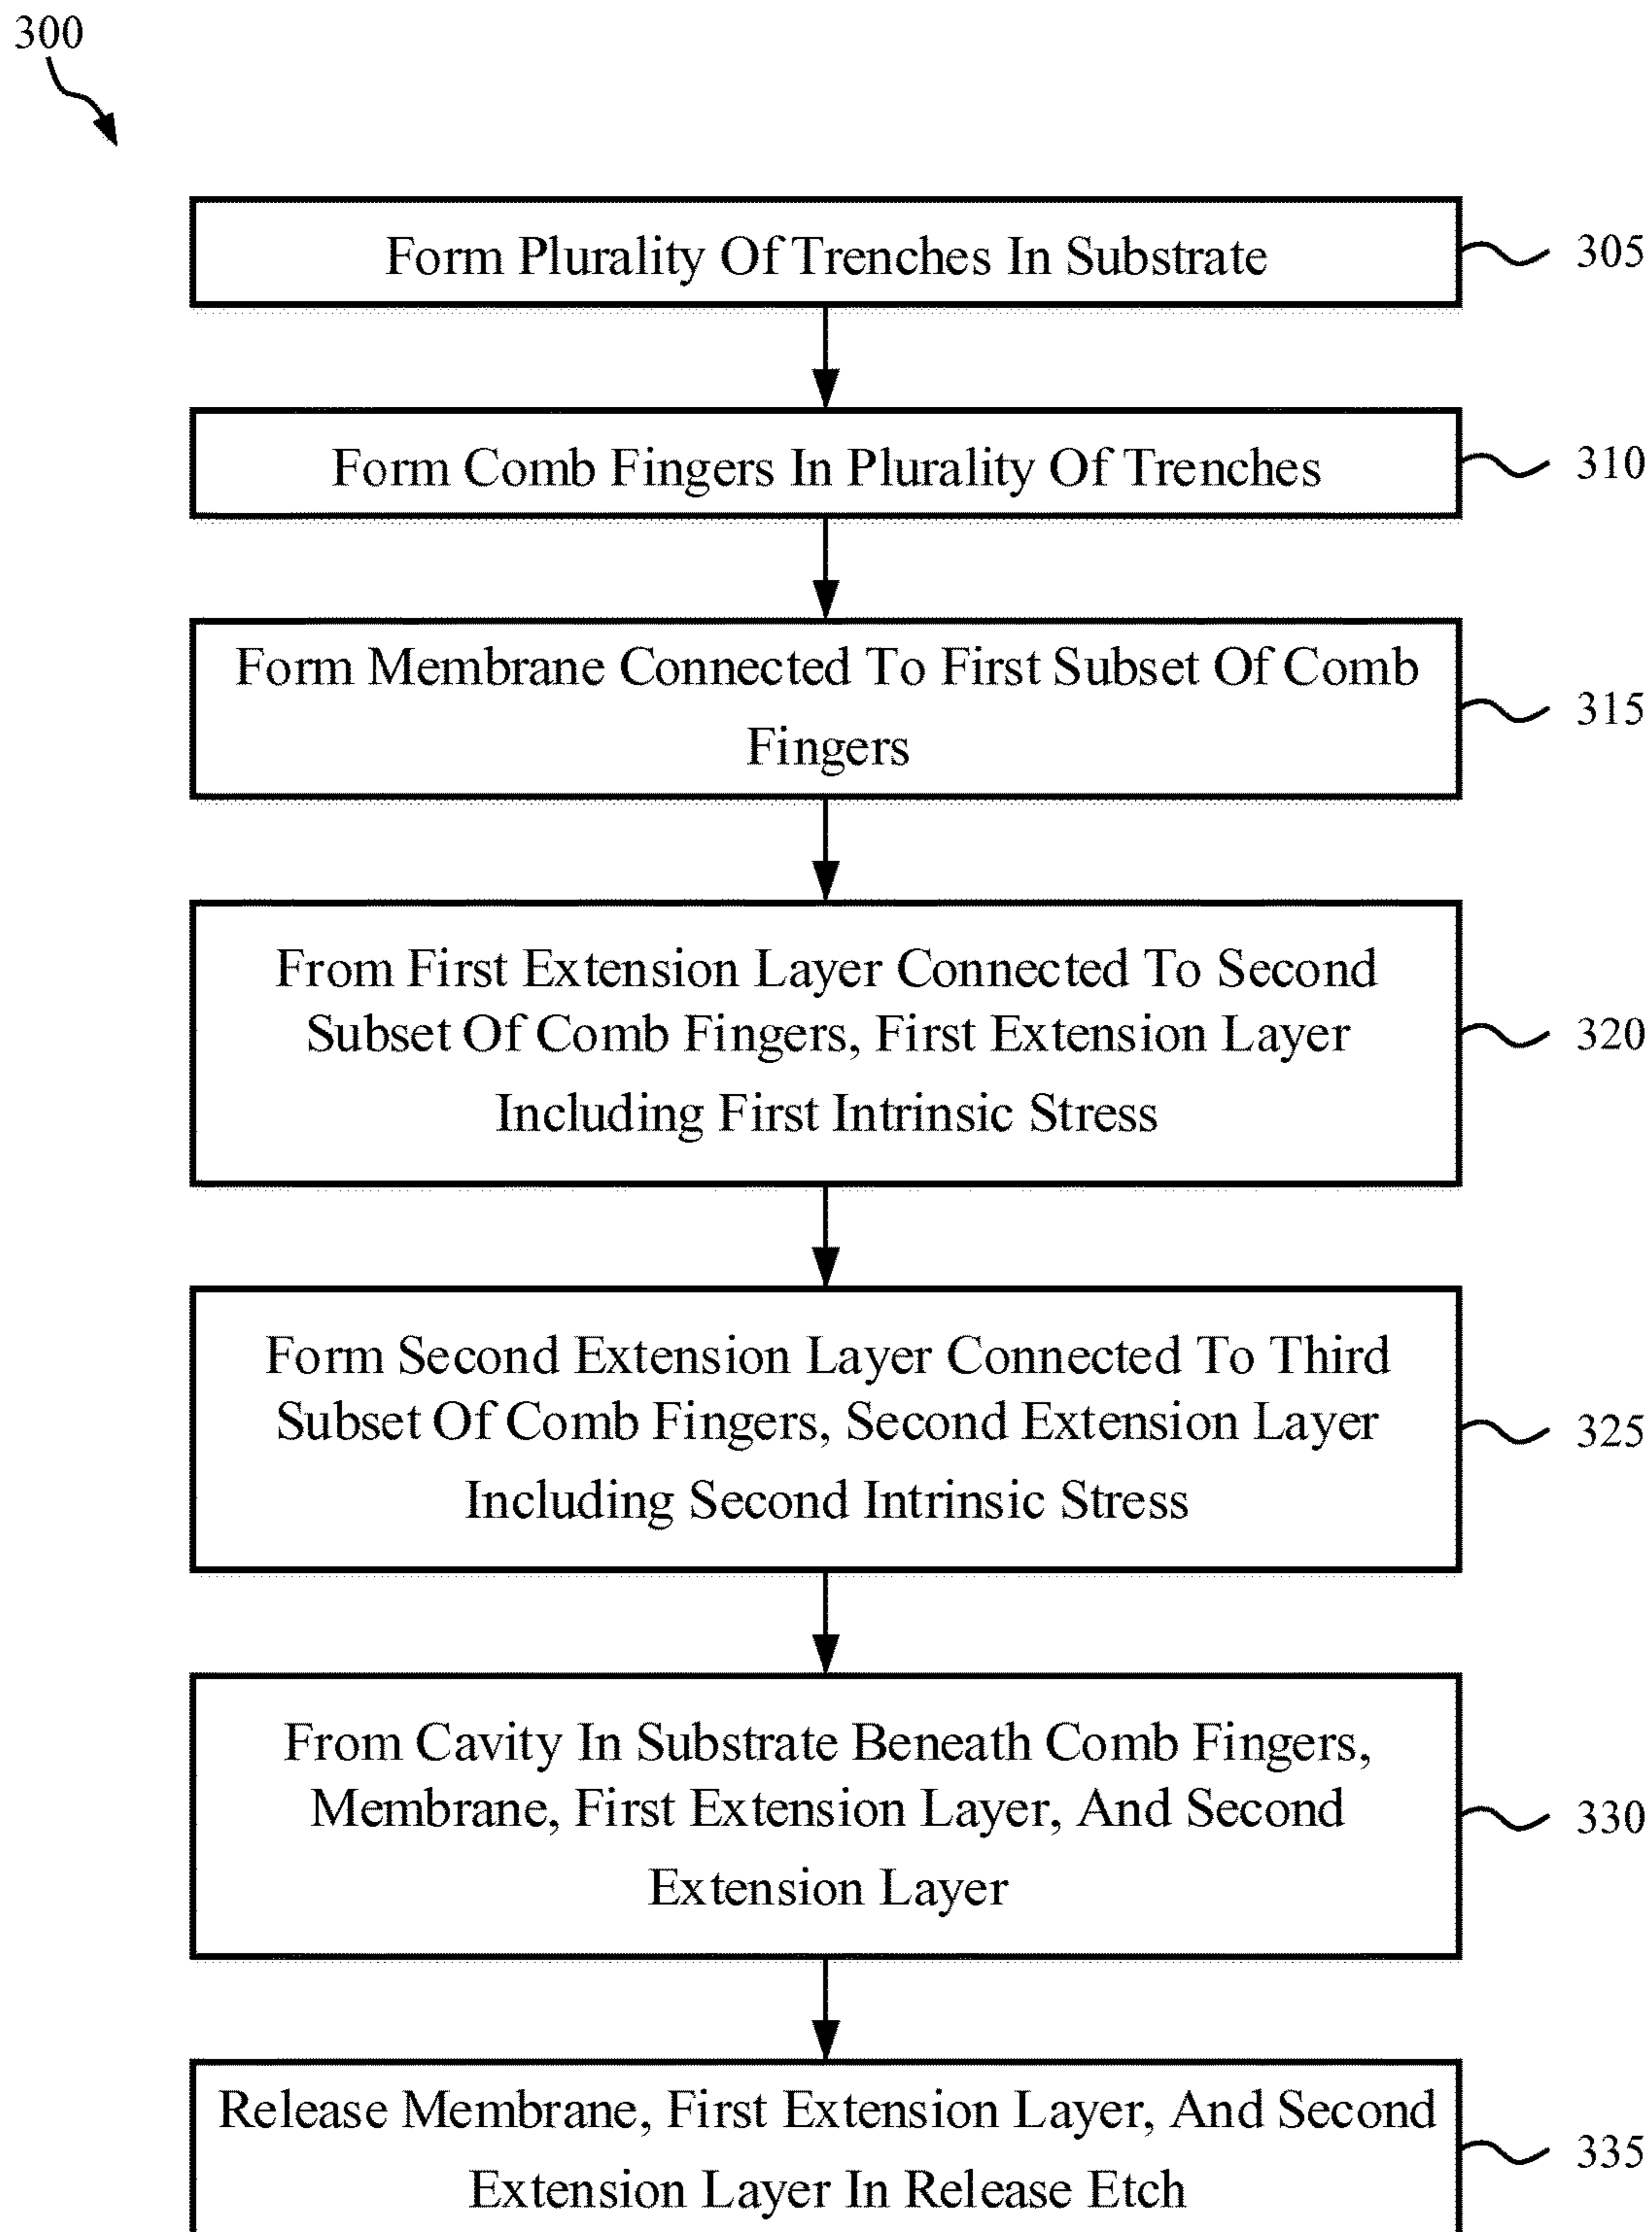 300
Form Plurality Of Trenches In Substrate
305
Form Comb Fingers In Plurality Of Trenches
310
Form Membrane Connected To First Subset Of Comb
Fingers
315
From First Extension Layer Connected To Second
Subset Of Comb Fingers, First Extension Layer
Including First Intrinsic Stress
320
Form Second Extension Layer Connected To Third
Subset Of Comb Fingers, Second Extension Layer
Including Second Intrinsic Stress
325
From Cavity In Substrate Beneath Comb Fingers,
Membrane, First Extension Layer, And Second
Extension Layer
330
Release Membrane, First Extension Layer, And Second
Extension Layer In Release Etch
335